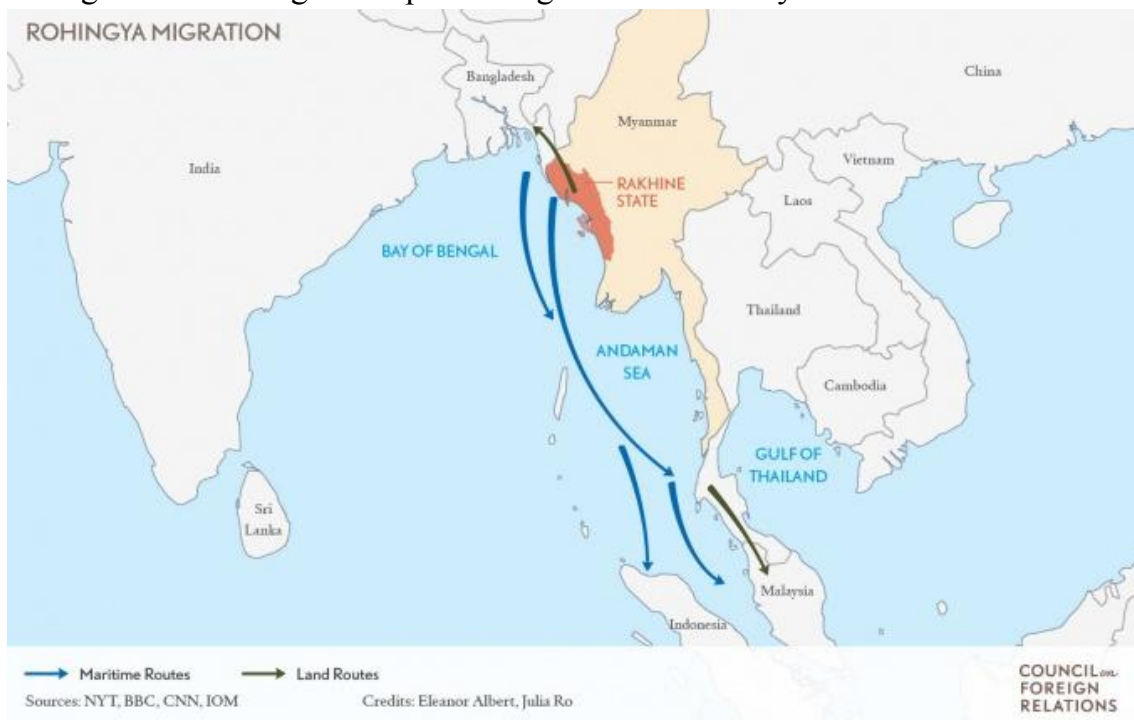 ROHINGYA MIGRATION
Bangladesh
China
Myanmar
India
Vietnam
RAKHINE
STATE
Laos
BAY OF BENGAL
Thailand
ANDAMAN
SEA
Cambodia
GULF OF
THAILAND
Sri
Lanka
Malaysia
Indonesia
Maritime Routes
Land Routes
Sources: NYT, BBC, CNN, IOM
Credits: Eleanor Albert, Julia Ro
COUNCIL on
FOREIGN
RELATIONS